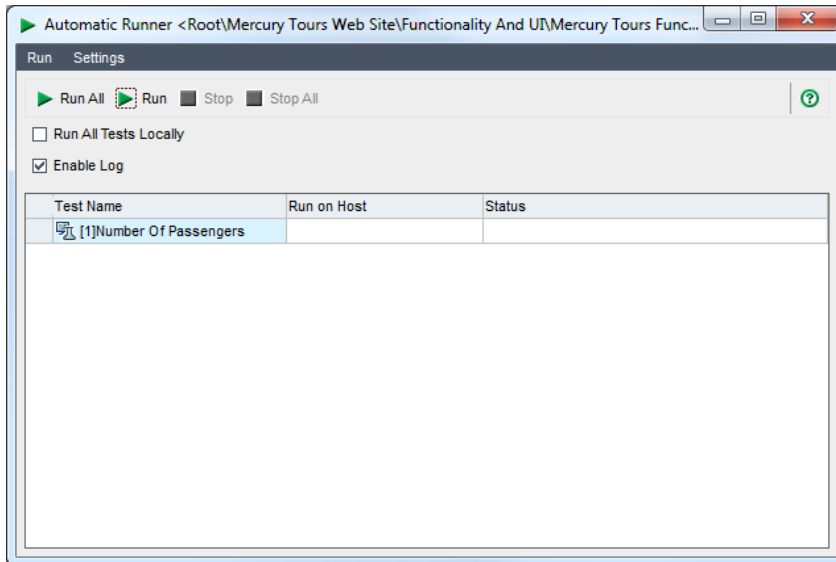 Automatic Runner <Root\Mercury Tours Web Site\Functionality And UI\Mercury Tours Func...
Run Settings
Run All Run Stop Stop All
Run All Tests Locally
Enable Log
Test Name Run on Host Status
[1]Number Of Passengers